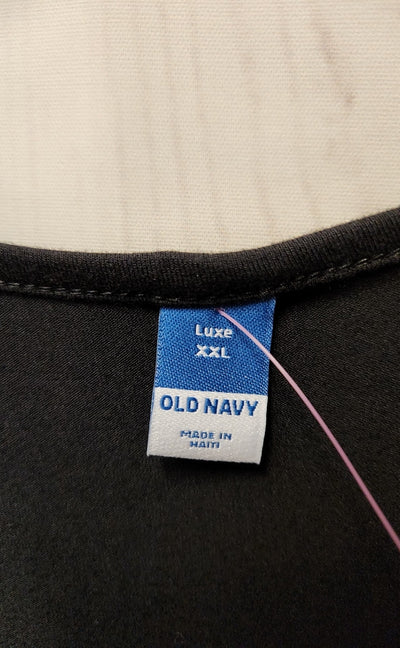 Luxe
XXL
OLD NAVY
MADE IN
HAITI